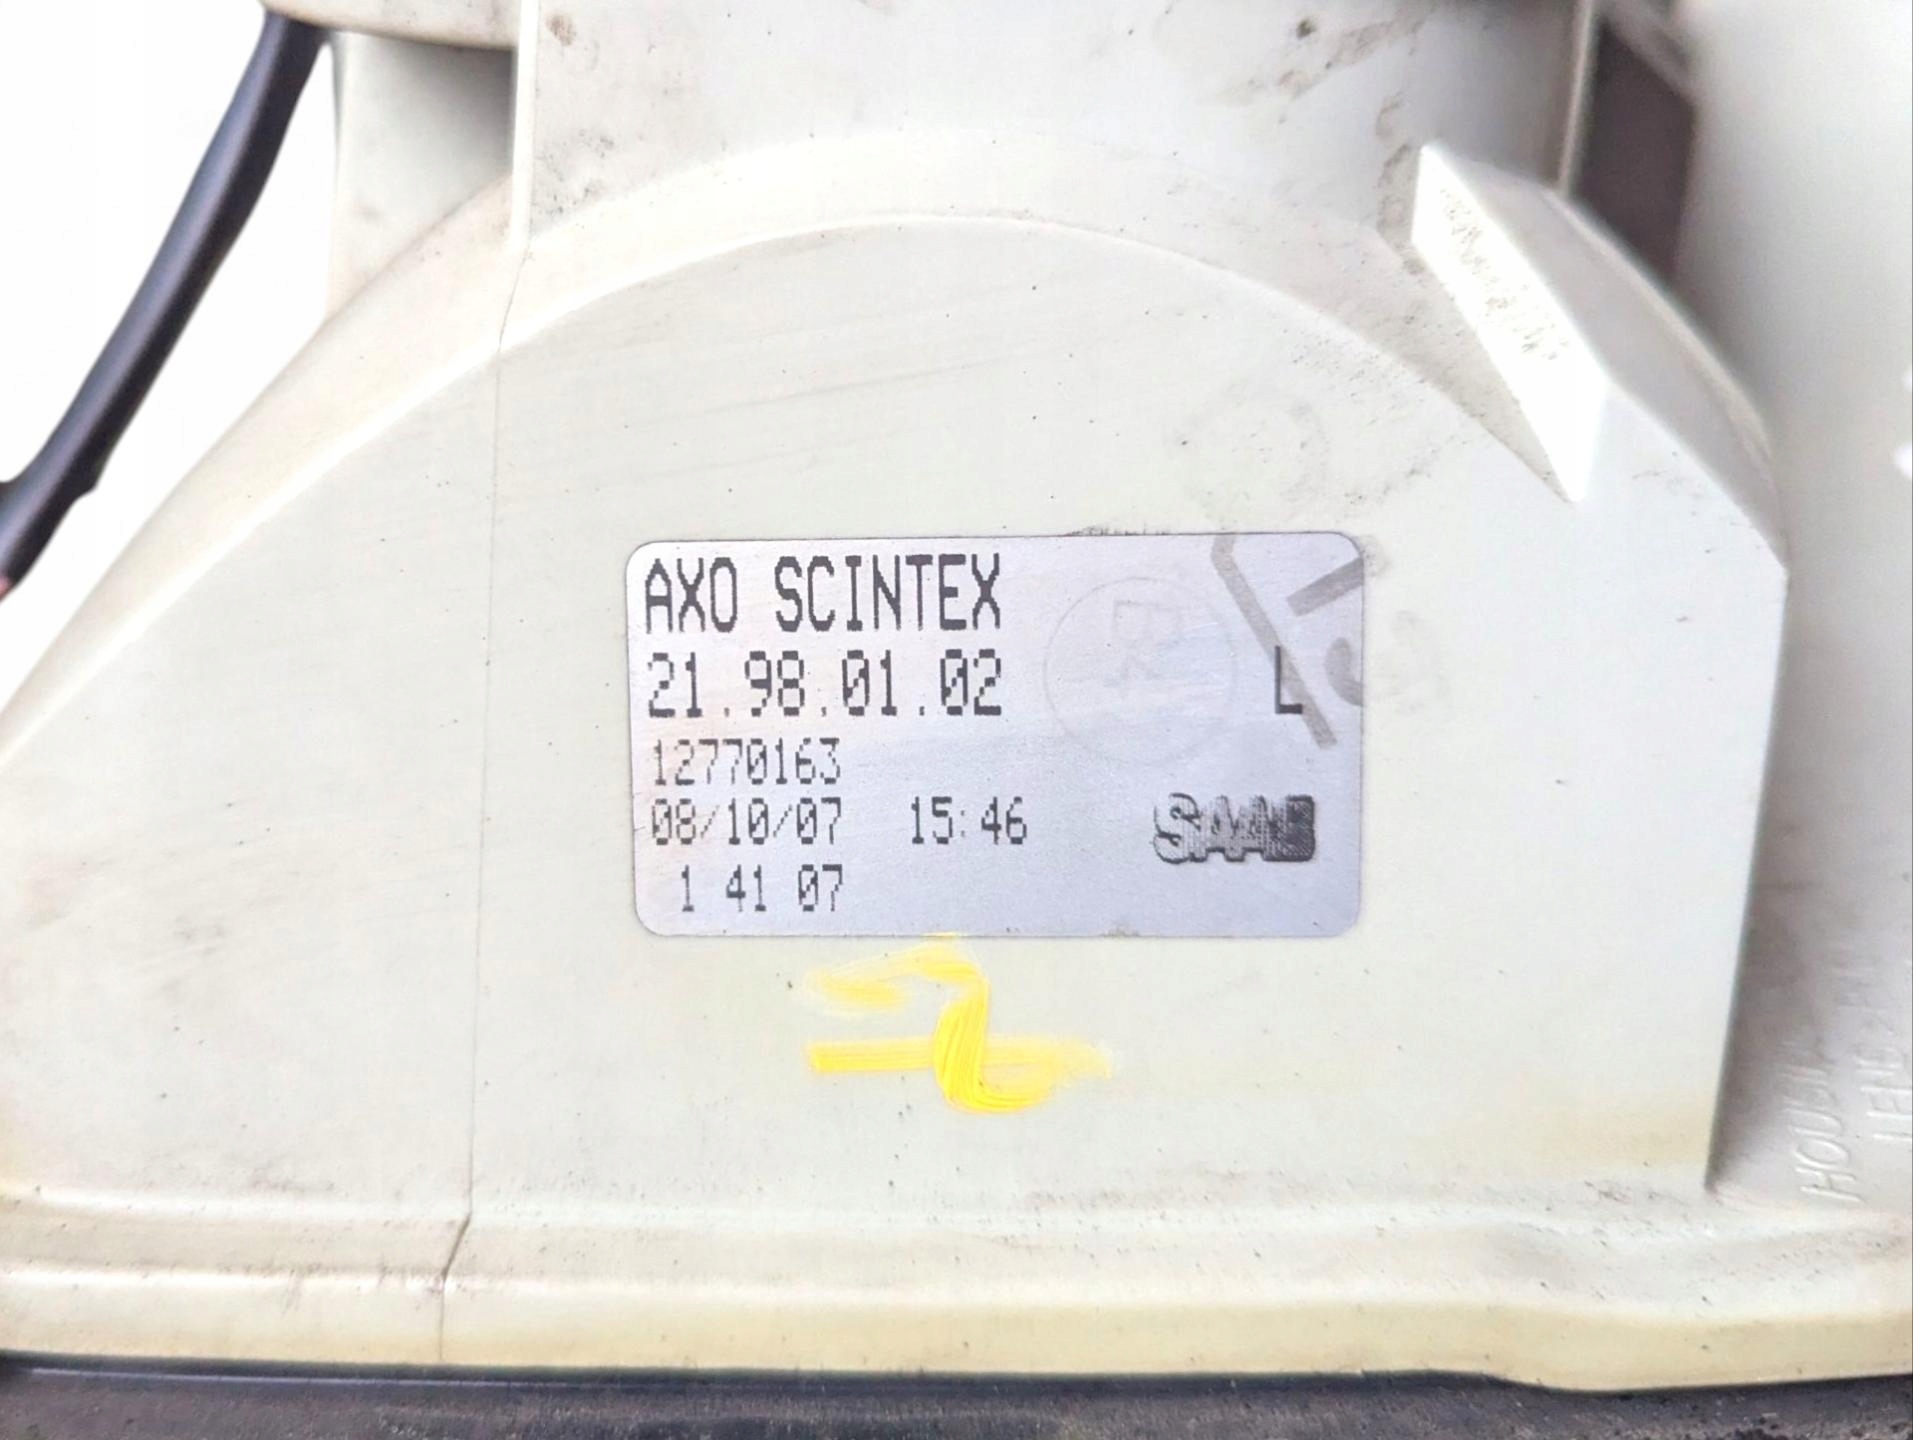 AXO SCINTEX
21.98.01.02 L
12770163
08/10/07 15:46 SAAB
1 41 07